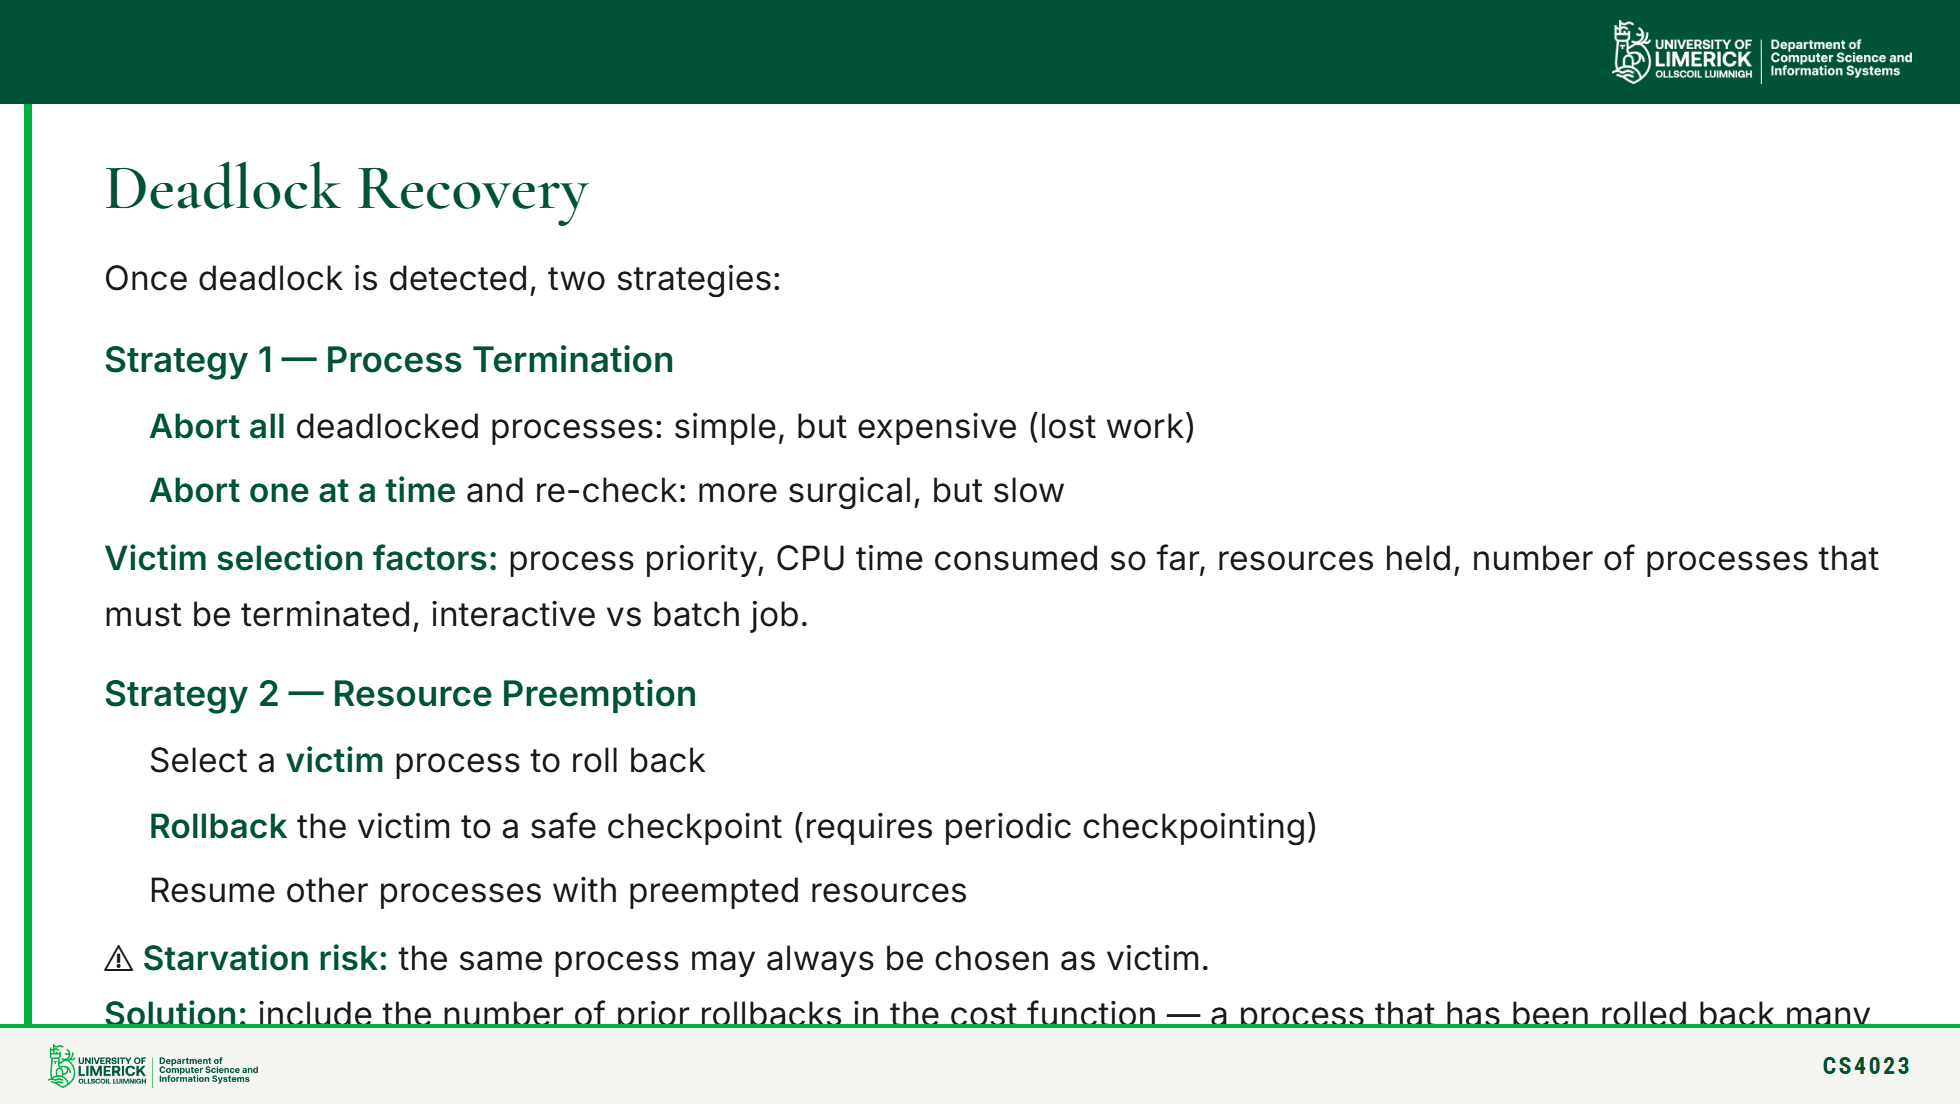 UNIVERSITY OF
LIMERICK
OLLSCOIL LUIMNIGH
Department of
Computer Science and
Information Systems
Deadlock Recovery
Once deadlock is detected, two strategies:
Strategy 1 — Process Termination
Abort all deadlocked processes: simple, but expensive (lost work)
Abort one at a time and re-check: more surgical, but slow
Victim selection factors: process priority, CPU time consumed so far, resources held, number of processes that
must be terminated, interactive vs batch job.
Strategy 2 — Resource Preemption
Select a victim process to roll back
Rollback the victim to a safe checkpoint (requires periodic checkpointing)
Resume other processes with preempted resources
⚠ Starvation risk: the same process may always be chosen as victim.
Solution: include the number of prior rollbacks in the cost function — a process that has been rolled back many
UNIVERSITY OF
LIMERICK
OLLSCOIL LUIMNIGH
Department of
Computer Science and
Information Systems
CS4023